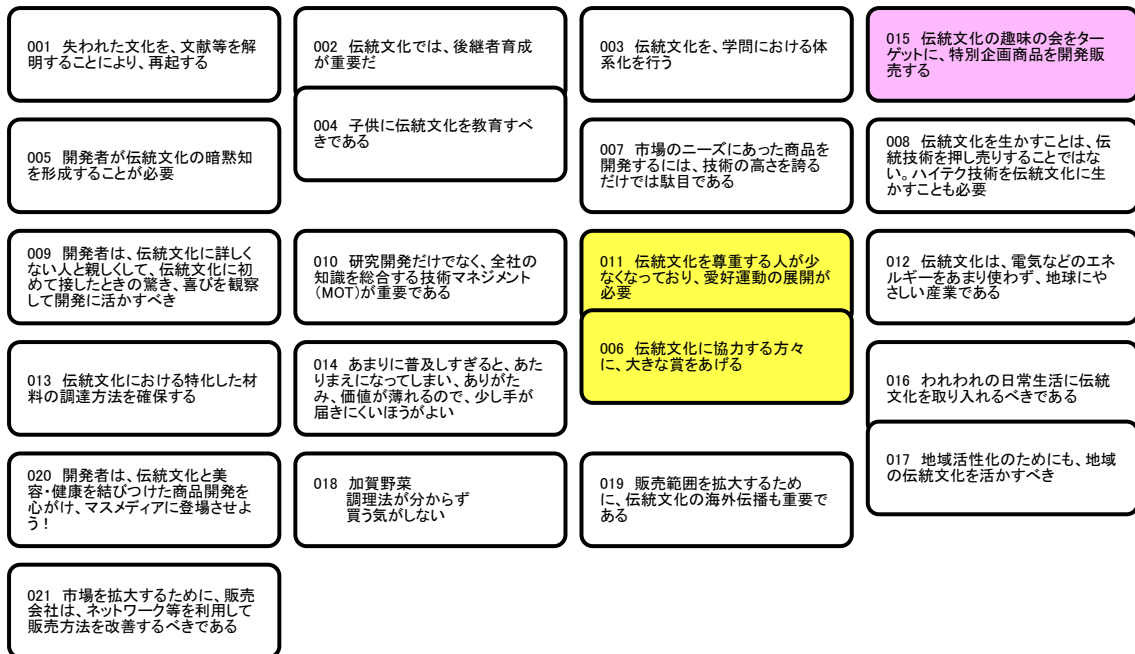 001 失われた文化を、文献等を解
明することにより、再起する
002 伝統文化では、後継者育成
が重要だ
003 伝統文化を、学問における体
系化を行う
015 伝統文化の趣味の会をター
ゲットに、特別企画商品を開発販
売する
004 子供に伝統文化を教育すべ
きである
005 開発者が伝統文化の暗黙知
を形成することが必要
007 市場のニーズにあった商品を
開発するには、技術の高さを誇る
だけでは駄目である
008 伝統文化を生かすことは、伝
統技術を押し売りすることではな
い。ハイテク技術を伝統文化に生
かすことも必要
009 開発者は、伝統文化に詳しく
ない人と親しくして、伝統文化に初
めて接したときの驚き、喜びを観察
して開発に活かすべき
010 研究開発だけでなく、全社の
知識を総合する技術マネジメント
(MOT)が重要である
011 伝統文化を尊重する人が少
なくなっており、愛好運動の展開が
必要
012 伝統文化は、電気などのエネ
ルギーをあまり使わず、地球にや
さしい産業である
006 伝統文化に協力する方々
に、大きな賞をあげる
013 伝統文化における特化した材
料の調達方法を確保する
014 あまりに普及しすぎると、あた
りまえになってしまい、ありがた
み、価値が薄れるので、少し手が
届きにくいほうがよい
016 われわれの日常生活に伝統
文化を取り入れるべきである
017 地域活性化のためにも、地域
の伝統文化を活かすべき
020 開発者は、伝統文化と美
容・健康を結びつけた商品開発を
心がけ、マスメディアに登場させよ
う!
018 加賀野菜
調理法が分からず
買う気がしない
019 販売範囲を拡大するため
に、伝統文化の海外伝播も重要で
ある
021 市場を拡大するために、販売
会社は、ネットワーク等を利用して
販売方法を改善するべきである